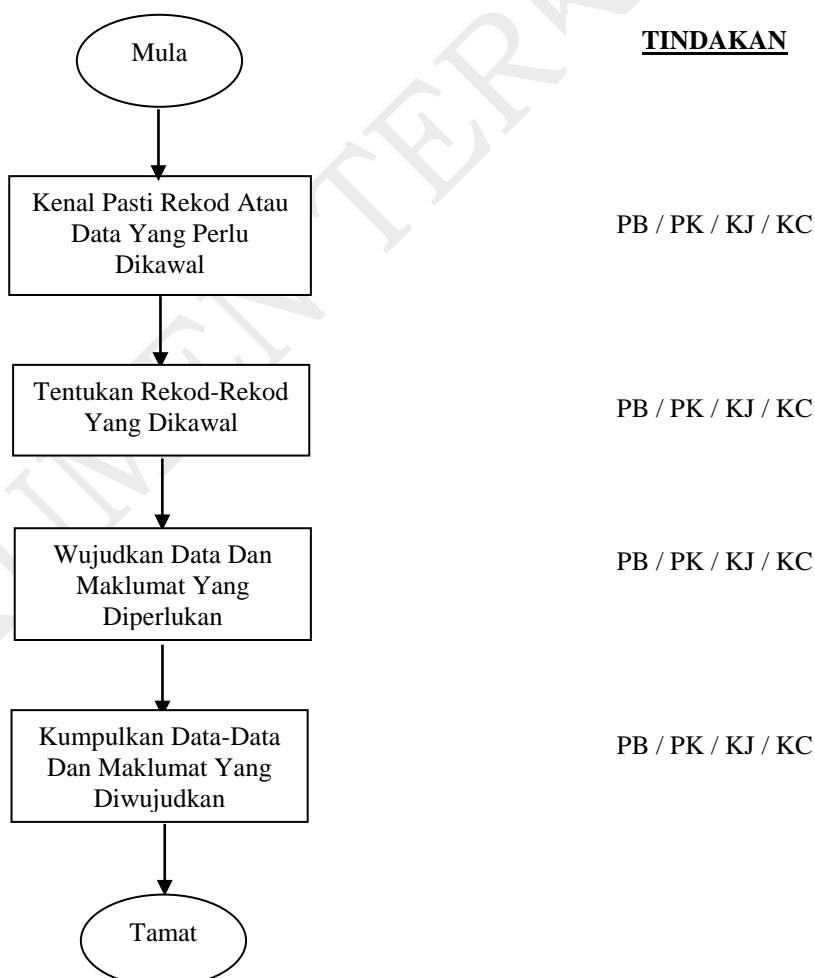 Mula
TINDAKAN
Kenal Pasti Rekod Atau
Data Yang Perlu
Dikawal
PB / PK / KJ / KC
Tentukan Rekod-Rekod
Yang Dikawal
PB / PK / KJ / KC
Wujudkan Data Dan
Maklumat Yang
Diperlukan
PB / PK / KJ / KC
Kumpulkan Data-Data
Dan Maklumat Yang
Diwujudkan
PB / PK / KJ / KC
Tamat